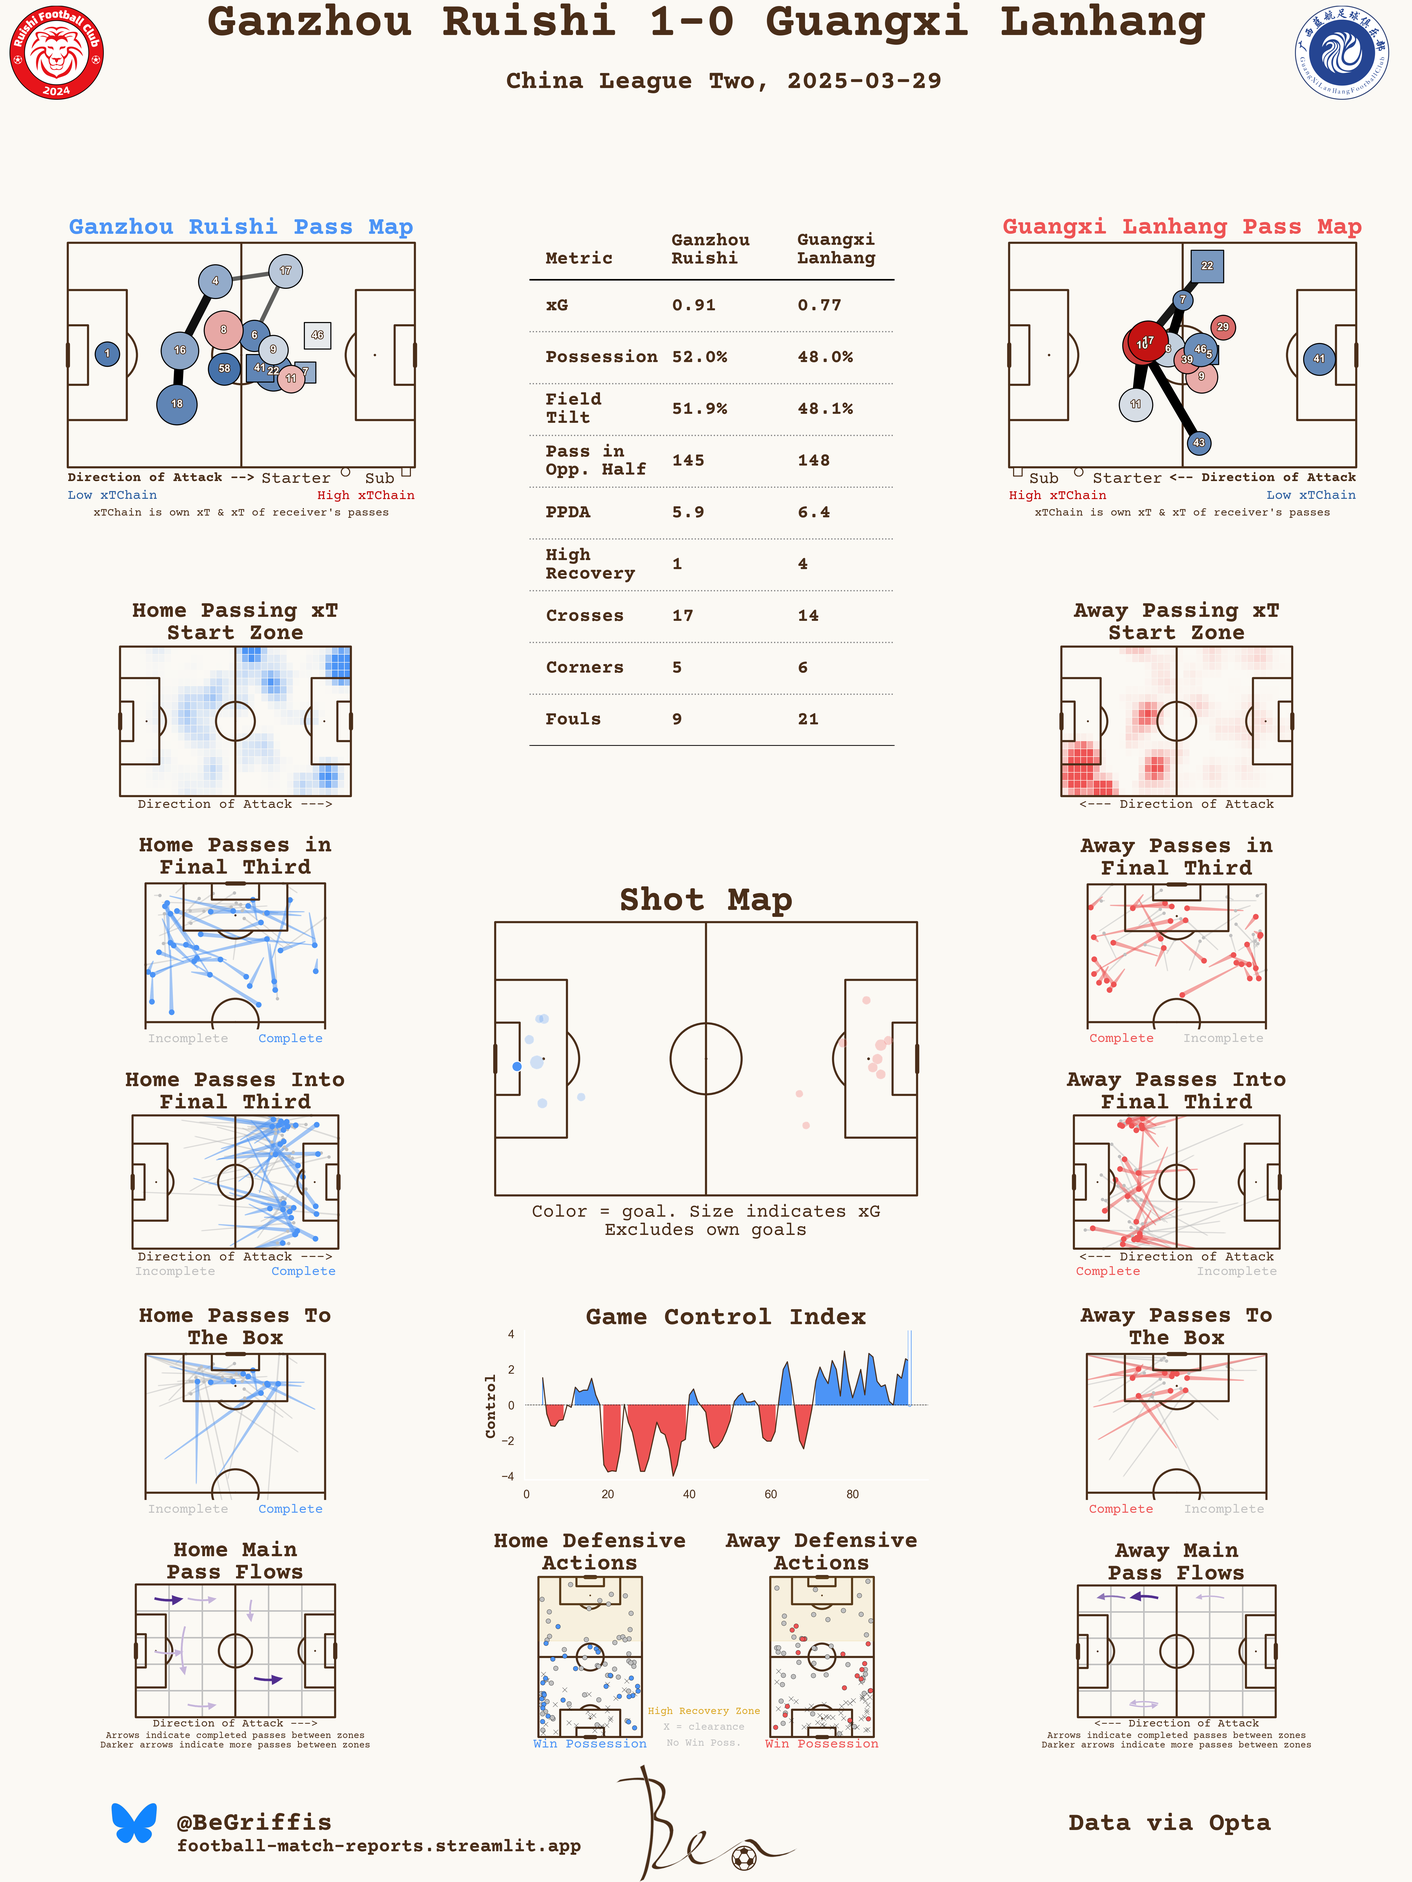 Ganzhou Ruishi 1-0 Guangxi Lanhang
China League Two, 2025-03-29
Ruishi Football Club
2024
广西蓝航足球俱乐部
GuangXiLanHangFootballClub
Ganzhou Ruishi Pass Map
4
17
8
6
16
9
46
1
58
41
22
7
11
18
Direction of Attack --> Starter Sub
Low xTChain High xTChain
xTChain is own xT & xT of receiver's passes
Metric Ganzhou Ruishi Guangxi Lanhang
xG 0.91 0.77
Possession 52.0% 48.0%
Field Tilt 51.9% 48.1%
Pass in Opp. Half 145 148
PPDA 5.9 6.4
High Recovery 1 4
Crosses 17 14
Corners 5 6
Fouls 9 21
Guangxi Lanhang Pass Map
22
7
29
10
17
6
46
5
39
41
9
11
43
Sub Starter <-- Direction of Attack
High xTChain Low xTChain
xTChain is own xT & xT of receiver's passes
Home Passing xT
Start Zone
Direction of Attack --->
Away Passing xT
Start Zone
<--- Direction of Attack
Home Passes in
Final Third
Incomplete Complete
Away Passes in
Final Third
Complete Incomplete
Shot Map
Color = goal. Size indicates xG
Excludes own goals
Home Passes Into
Final Third
Direction of Attack --->
Incomplete Complete
Away Passes Into
Final Third
<--- Direction of Attack
Complete Incomplete
Home Passes To
The Box
Incomplete Complete
Game Control Index
Control
4
2
0
−2
−4
0 20 40 60 80
Away Passes To
The Box
Complete Incomplete
Home Main
Pass Flows
Direction of Attack --->
Arrows indicate completed passes between zones
Darker arrows indicate more passes between zones
Home Defensive
Actions
Win Possession
Away Defensive
Actions
Win Possession
High Recovery Zone
X = clearance
No Win Poss.
Away Main
Pass Flows
<--- Direction of Attack
Arrows indicate completed passes between zones
Darker arrows indicate more passes between zones
@BeGriffis
football-match-reports.streamlit.app
Ben
Data via Opta